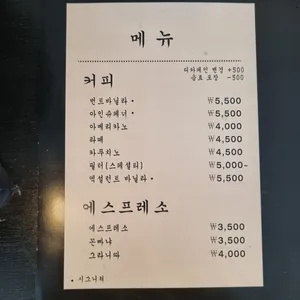 메뉴
디카페인 변경 +500
음료 포장 -500
커피
번트바닐라 • ₩5,500
아인슈페너 • ₩5,500
아메리카노 ₩4,000
라떼 ₩4,500
카푸치노 ₩4,500
필터(스페셜티) ₩5,000~
엑설런트 바닐라 • ₩5,500
에스프레소
에스프레소 ₩3,500
콘파냐 ₩3,500
그라니따 ₩4,000
• 시그니처